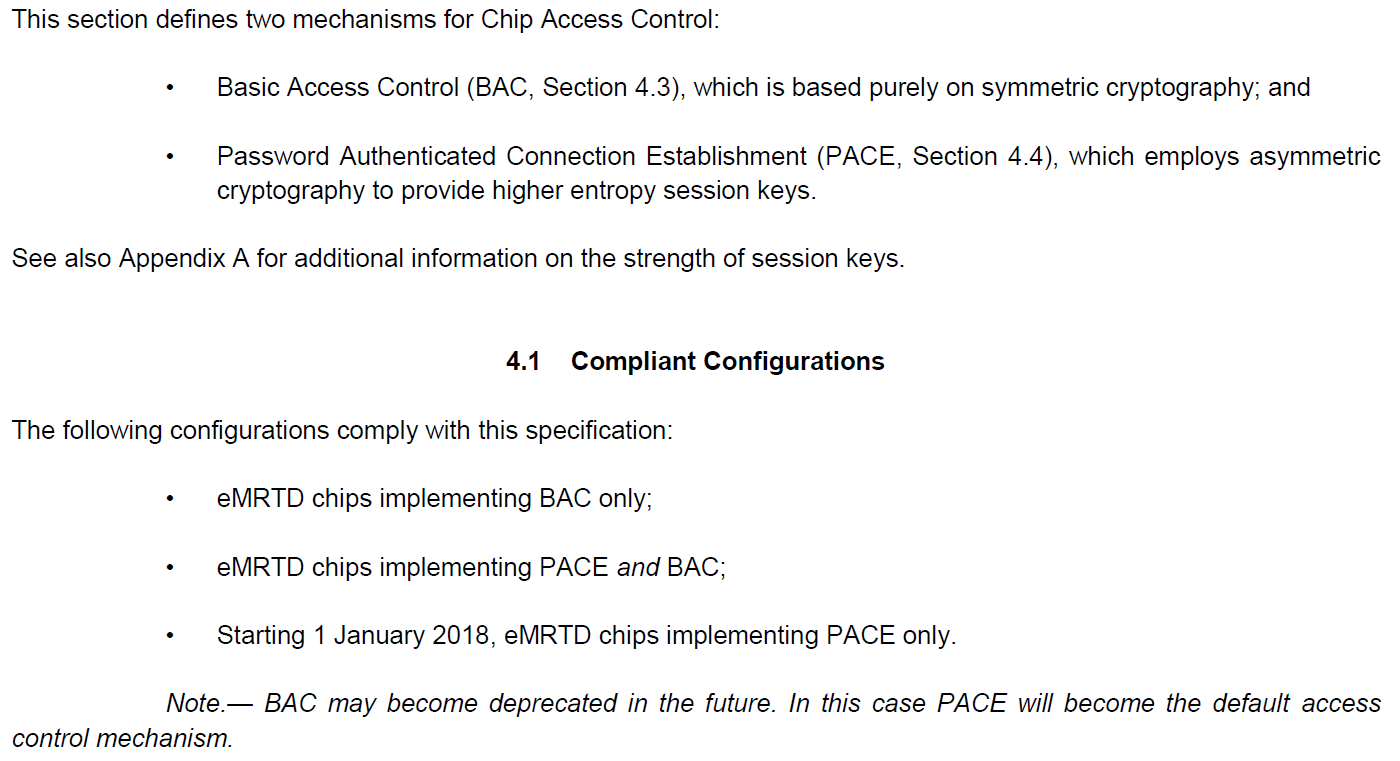 This section defines two mechanisms for Chip Access Control:
• Basic Access Control (BAC, Section 4.3), which is based purely on symmetric cryptography; and
• Password Authenticated Connection Establishment (PACE, Section 4.4), which employs asymmetric
cryptography to provide higher entropy session keys.
See also Appendix A for additional information on the strength of session keys.
4.1 Compliant Configurations
The following configurations comply with this specification:
• eMRTD chips implementing BAC only;
• eMRTD chips implementing PACE and BAC;
• Starting 1 January 2018, eMRTD chips implementing PACE only.
Note.— BAC may become deprecated in the future. In this case PACE will become the default access
control mechanism.